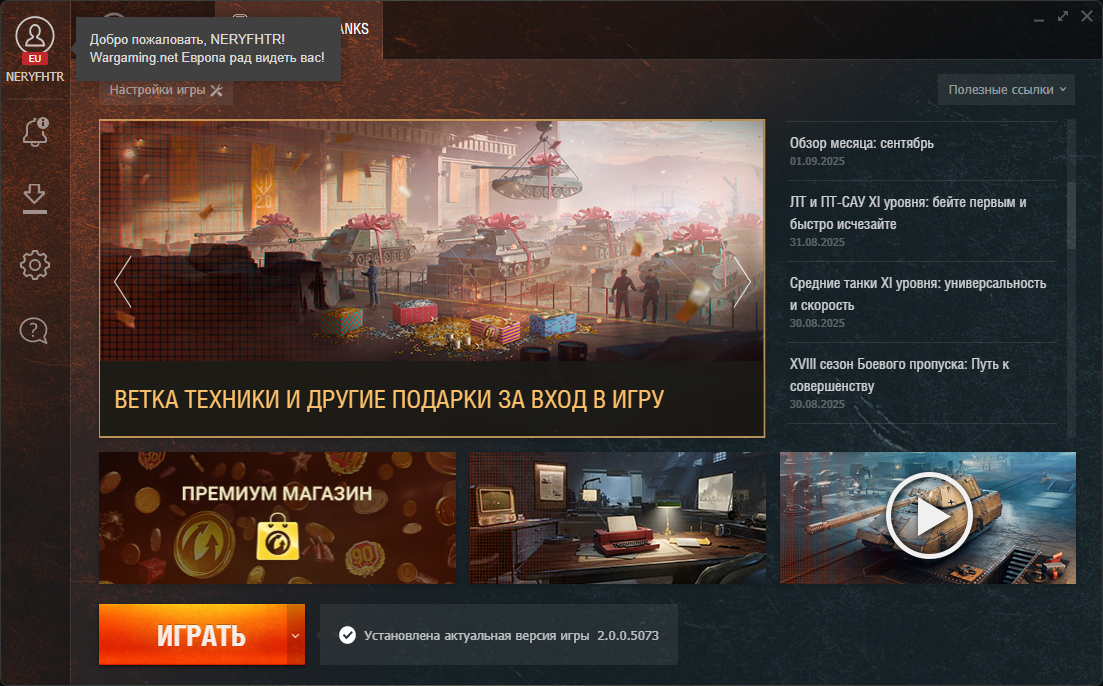 ANKS
Добро пожаловать, NERYFHTR!
Wargaming.net Европа рад видеть вас!
EU
NERYFHTR
Настройки игры
Полезные ссылки
2.0
Обзор месяца: сентябрь
01.09.2025
ЛТ и ПТ-САУ XI уровня: бейте первым и
быстро исчезайте
31.08.2025
Средние танки XI уровня: универсальность
и скорость
30.08.2025
XVIII сезон Боевого пропуска: Путь к
совершенству
30.08.2025
ВЕТКА ТЕХНИКИ И ДРУГИЕ ПОДАРКИ ЗА ВХОД В ИГРУ
ПРЕМИУМ МАГАЗИН
ИГРАТЬ
Установлена актуальная версия игры 2.0.0.5073